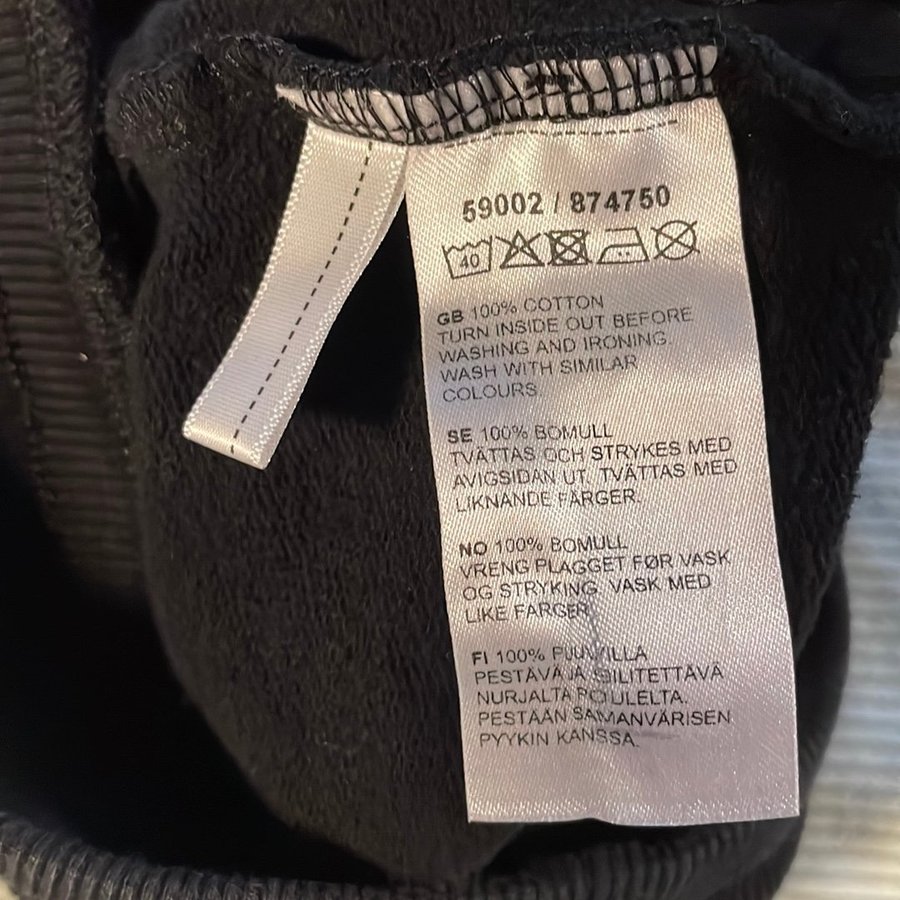 59002 / 874750
40
GB 100% COTTON
TURN INSIDE OUT BEFORE
WASHING AND IRONING.
WASH WITH SIMILAR
COLOURS.
SE 100% BOMULL
TVÄTTAS OCH STRYKES MED
AVIGSIDAN UT. TVÄTTAS MED
LIKNANDE FÄRGER.
NO 100% BOMULL
VRENG PLAGGET FØR VASK
OG STRYKING. VASK MED
LIKE FARGER.
FI 100% PUUVILLA
PESTÄVÄ JA SILITETTÄVÄ
NURJALTA PUOLELTA.
PESTÄÄN SAMANVÄRISEN
PYYKIN KANSSA.